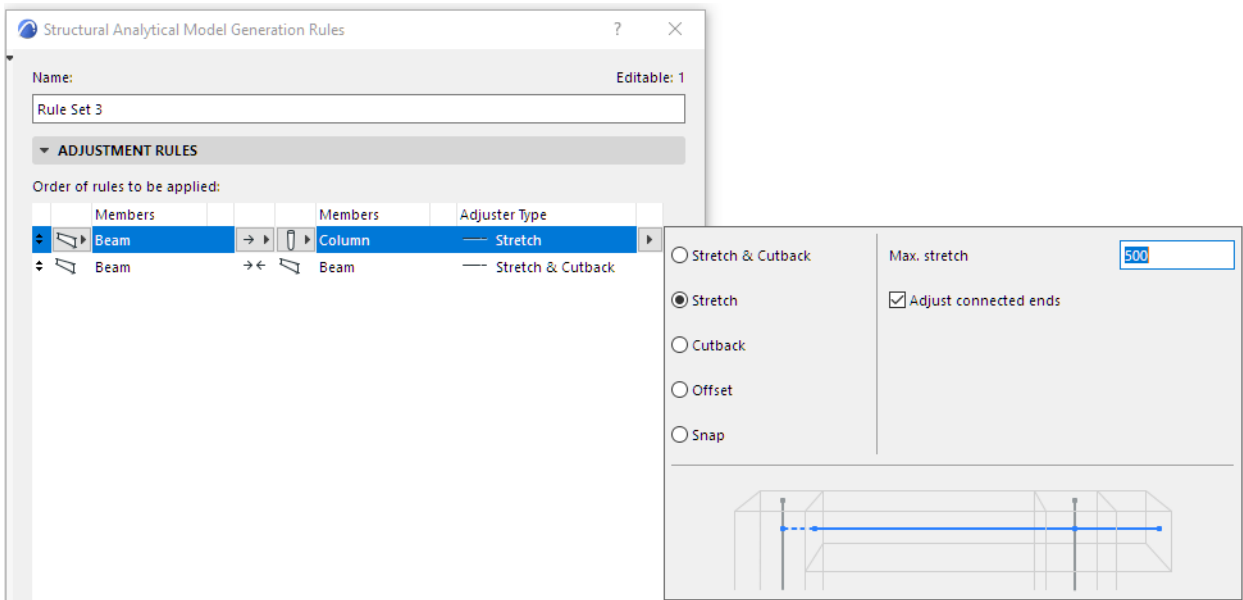 Structural Analytical Model Generation Rules ?
Name: Editable: 1
Rule Set 3
ADJUSTMENT RULES
Order of rules to be applied:
Members Members Adjuster Type
Beam Column Stretch
Beam Beam Stretch & Cutback
Stretch & Cutback
Stretch
Cutback
Offset
Snap
Max. stretch 500
Adjust connected ends